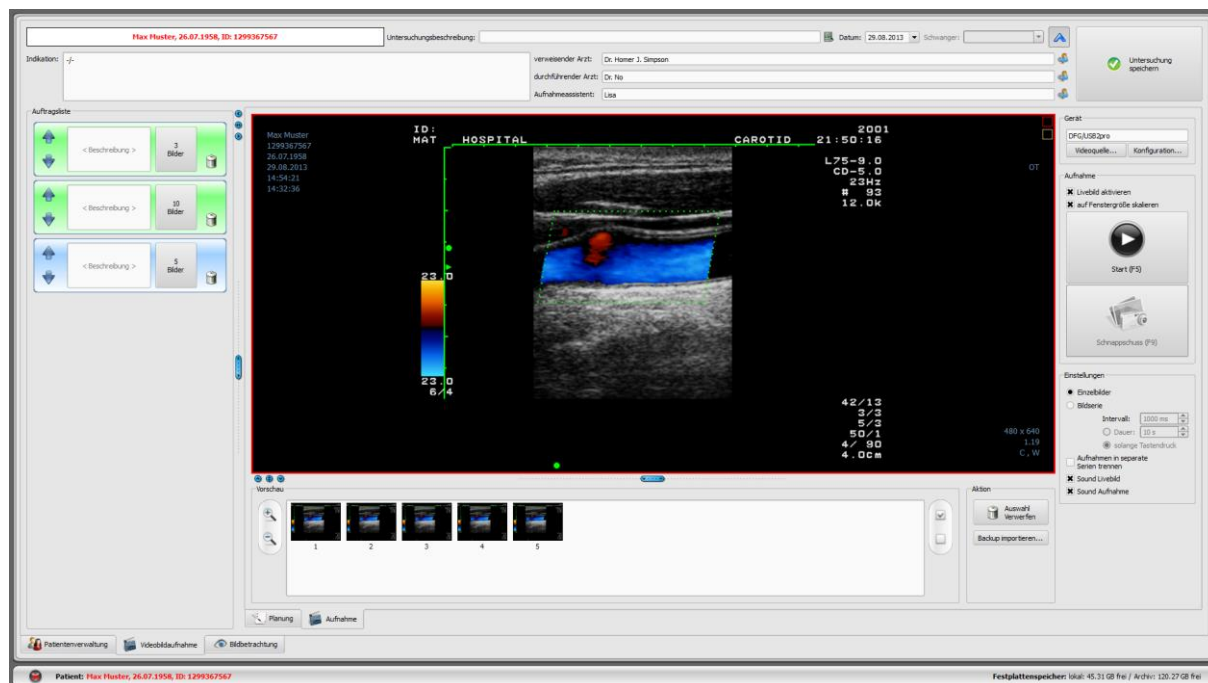 Max Muster, 26.07.1958, ID: 1299367567
Untersuchungsbeschreibung:
Datum: 29.08.2013
Schwanger:
Untersuchung
speichern
Indikation: -/-
verweisender Arzt: Dr. Homer J. Simpson
durchführender Arzt: Dr. No
Aufnahmeassistent: Lisa
Auftragsliste
< Beschreibung >
3
Bilder
< Beschreibung >
10
Bilder
< Beschreibung >
5
Bilder
Max Muster
1299367567
26.07.1958
29.08.2013
14:54:21
14:32:36
ID:
MAT HOSPITAL
2001
CAROTID 21:50:16
L75-9.0
CD-5.0
23Hz
# 93
12.0k
OT
23.0
23.0
6/4
42/13
3/3
5/3
50/1
4/ 90
4.0cm
480 x 640
1.19
C , W
Gerät
DFG/USB2pro
Videoquelle... Konfiguration...
Aufnahme
Livebild aktivieren
auf Fenstergröße skalieren
Start (F5)
Schnappschuss (F9)
Einstellungen
Einzelbilder
Bildserie
Intervall: 1000 ms
Dauer: 10 s
solange Tastendruck
Aufnahmen in separate
Serien trennen
Sound Livebild
Sound Aufnahme
Vorschau
1 2 3 4 5
Aktion
Auswahl
Verwerfen
Backup importieren...
Planung Aufnahme
Patientenverwaltung Videobildaufnahme Bildbetrachtung
Patient: Max Muster, 26.07.1958, ID: 1299367567
Festplattenspeicher: lokal: 45.31 GB frei / Archiv: 120.27 GB frei